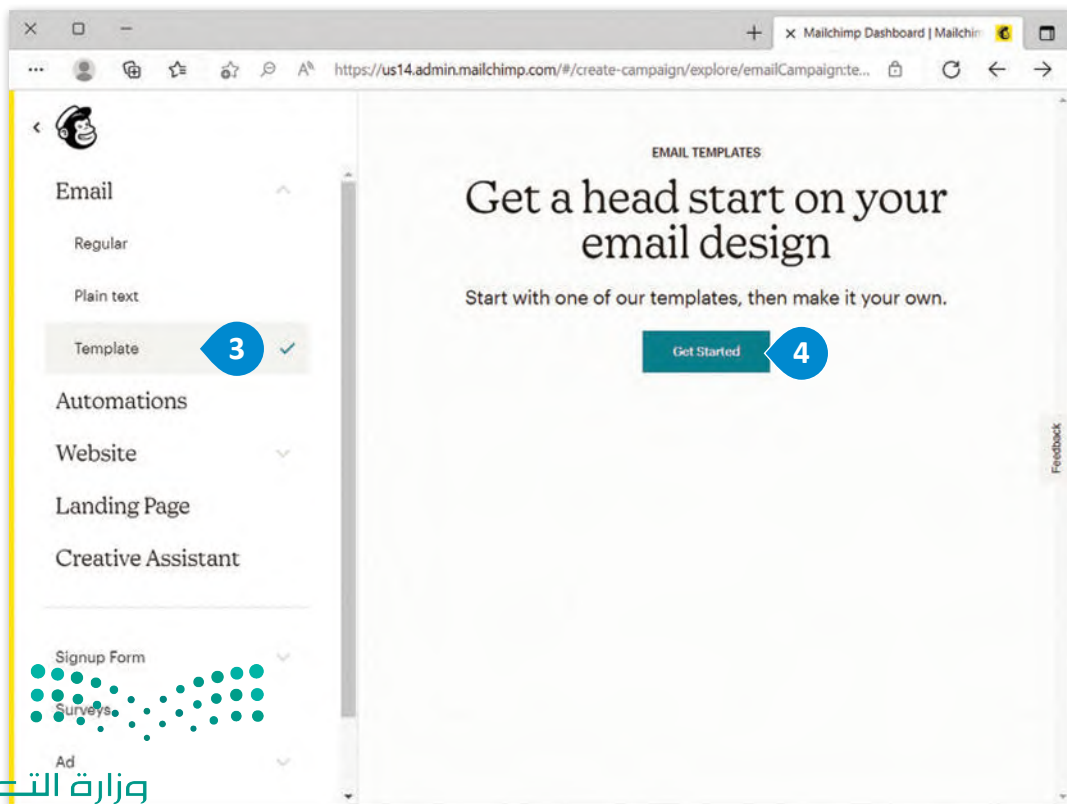 Mailchimp Dashboard | Mailchim
https://us14.admin.mailchimp.com/#/create-campaign/explore/emailCampaign:te...
Email
Regular
Plain text
Template
3
Automations
Website
Landing Page
Creative Assistant
Signup Form
Surveys
Ad
EMAIL TEMPLATES
Get a head start on your
email design
Start with one of our templates, then make it your own.
Get Started
4
Feedback
وزارة التـ